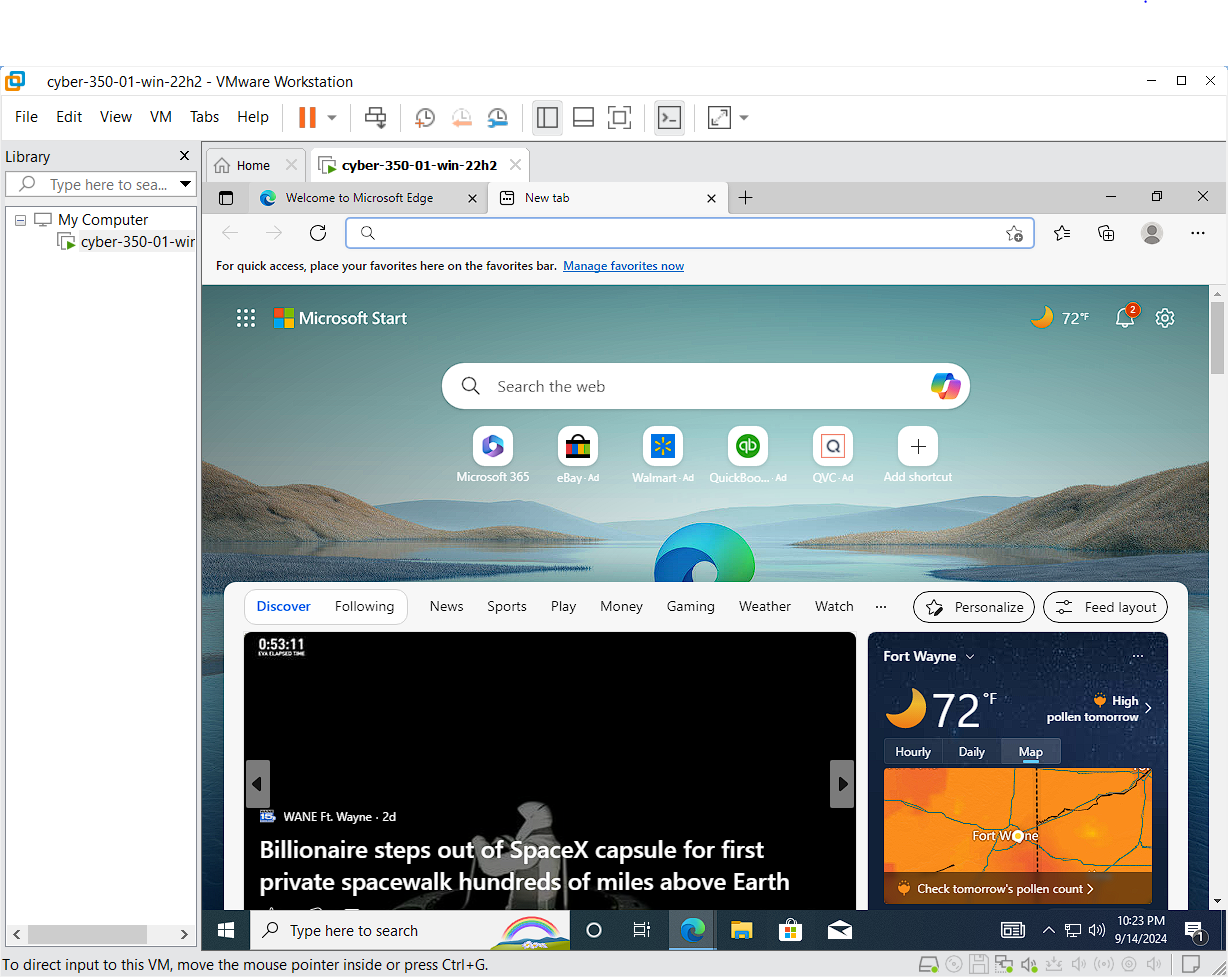 cyber-350-01-win-22h2 - VMware Workstation
File Edit View VM Tabs Help
Library
Type here to sea...
My Computer
cyber-350-01-wir
Home
cyber-350-01-win-22h2
Welcome to Microsoft Edge
New tab
For quick access, place your favorites here on the favorites bar. Manage favorites now
Microsoft Start
72°F
2
Search the web
Microsoft 365
eBay · Ad
Walmart · Ad
QuickBoo... Ad
QVC · Ad
Add shortcut
Discover Following News Sports Play Money Gaming Weather Watch ...
Personalize
Feed layout
0:53:11
EVA ELAPSED TIME
WANE Ft. Wayne · 2d
Billionaire steps out of SpaceX capsule for first
private spacewalk hundreds of miles above Earth
Fort Wayne
72 °F
High
pollen tomorrow
Hourly Daily Map
Fort Wayne
Check tomorrow's pollen count
Type here to search
10:23 PM
9/14/2024
1
To direct input to this VM, move the mouse pointer inside or press Ctrl+G.